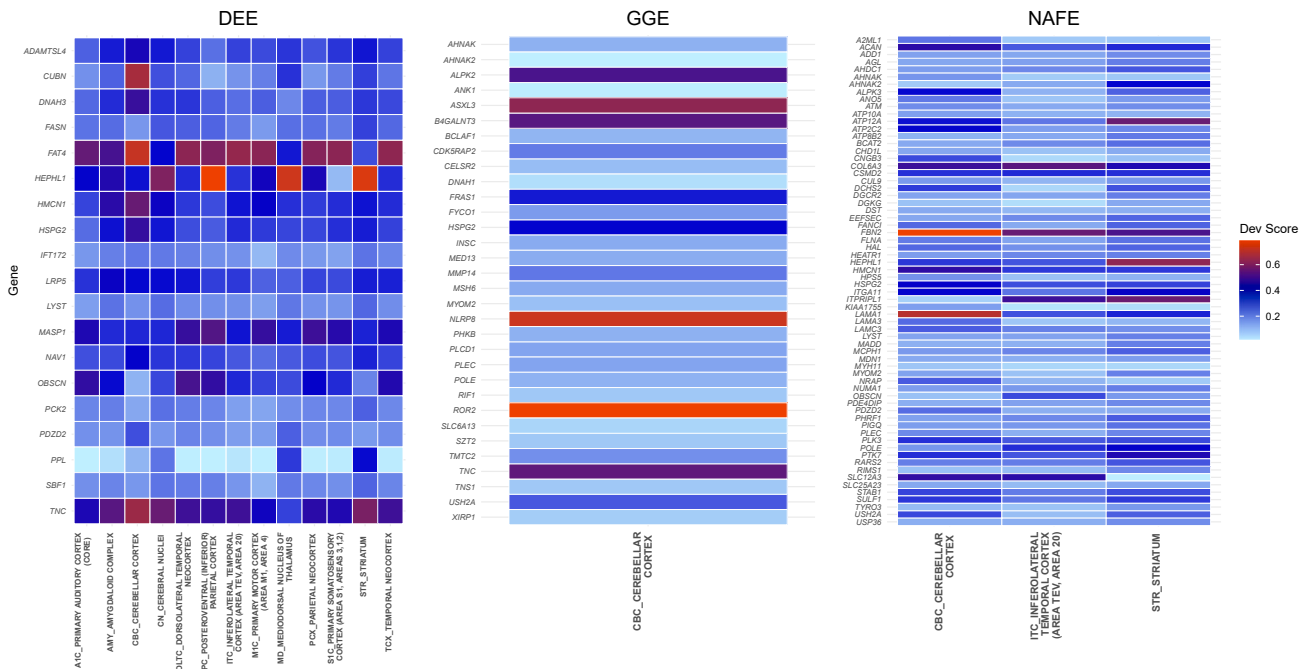 DEE
GGE
NAFE
Gene
ADAMTSL4
CUBN
DNAH3
FASN
FAT4
HEPHL1
HMCN1
HSPG2
IFT172
LRP5
LYST
MASP1
NAV1
OBSCN
PCK2
PDZD2
PPL
SBF1
TNC
A1C_PRIMARY AUDITORY CORTEX
(CORE)
AMY_AMYGDALOID COMPLEX
CBC_CEREBELLAR CORTEX
CN_CEREBRAL NUCLEI
DLTC_DORSOLATERAL TEMPORAL
NEOCORTEX
IPC_POSTEROVENTRAL (INFERIOR)
PARIETAL CORTEX
ITC_INFEROLATERAL TEMPORAL
CORTEX (AREA TEV, AREA 20)
M1C_PRIMARY MOTOR CORTEX
(AREA M1, AREA 4)
MD_MEDIODORSAL NUCLEUS OF
THALAMUS
PCX_PARIETAL NEOCORTEX
S1C_PRIMARY SOMATOSENSORY
CORTEX (AREA S1, AREAS 3,1,2)
STR_STRIATUM
TCX_TEMPORAL NEOCORTEX
AHNAK
AHNAK2
ALPK2
ANK1
ASXL3
B4GALNT3
BCLAF1
CDK5RAP2
CELSR2
DNAH1
FRAS1
FYCO1
HSPG2
INSC
MED13
MMP14
MSH6
MYOM2
NLRP8
PHKB
PLCD1
PLEC
POLE
RIF1
ROR2
SLC6A13
SZT2
TMTC2
TNC
TNS1
USH2A
XIRP1
CBC_CEREBELLAR
CORTEX
A2ML1
ACAN
ADD1
AGL
AHDC1
AHNAK
AHNAK2
ALPK3
ANO5
ATM
ATP10A
ATP12A
ATP2C2
ATP8B2
BCAT2
CHD1L
CNGB3
COL6A3
CSMD2
CUL9
DCHS2
DGCR2
DGKG
DST
EEFSEC
FANCI
FBN2
FLNA
HAL
HEATR1
HEPHL1
HMCN1
HPS5
HSPG2
ITGA11
ITPRIPL1
KIAA1755
LAMA1
LAMA3
LAMC3
LYST
MADD
MCPH1
MDN1
MYH11
MYOM2
NRAP
NUMA1
OBSCN
PDE4DIP
PDZD2
PHRF1
PIGQ
PLEC
PLK3
POLE
PTK7
RARS2
RIMS1
SLC12A3
SLC25A23
STAB1
SULF1
TYRO3
USH2A
USP36
CBC_CEREBELLAR
CORTEX
ITC_INFEROLATERAL
TEMPORAL CORTEX
(AREA TEV, AREA 20)
STR_STRIATUM
Dev Score
0.6
0.4
0.2